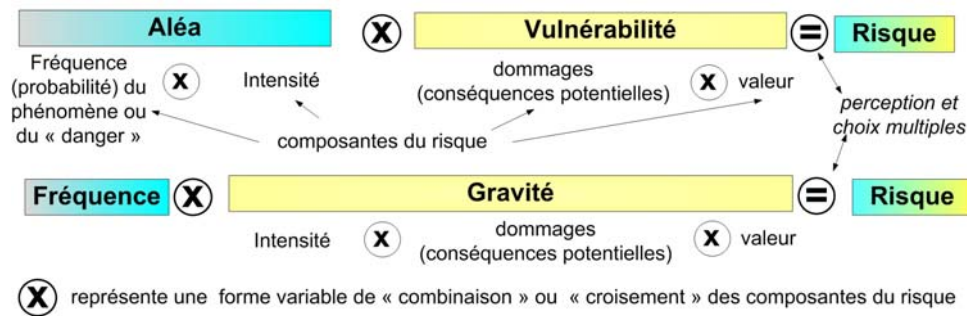 Aléa X Vulnérabilité = Risque
Fréquence
(probabilité) du
phénomène ou
du « danger »
X
Intensité
dommages
(conséquences potentielles)
X
valeur
composantes du risque
perception et
choix multiples
Fréquence X Gravité = Risque
Intensité
X
dommages
(conséquences potentielles)
X
valeur
X représente une forme variable de « combinaison » ou « croisement » des composantes du risque